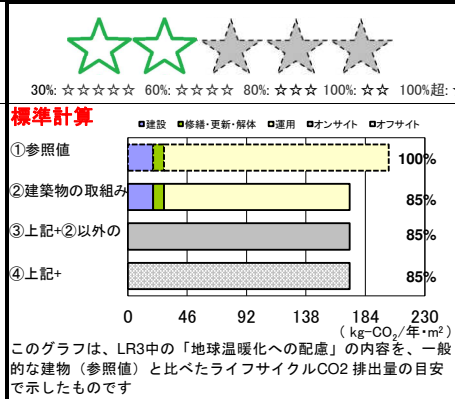 30%: ☆☆☆☆☆ 60%: ☆☆☆☆ 80%: ☆☆☆ 100%: ☆☆ 100%超:
標準計算
■建設 ■修繕・更新・解体 □運用 ■オンサイト ■オフサイト
①参照値 100%
②建築物の取組み 85%
③上記+②以外の 85%
④上記+ 85%
0 46 92 138 184 230
( kg-CO₂/年・m²)
このグラフは、LR3中の「地球温暖化への配慮」の内容を、一般
的な建物（参照値）と比べたライフサイクルCO2 排出量の目安
で示したものです